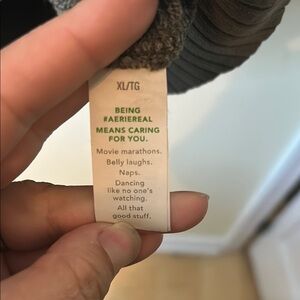 XL/TG
BEING
#AERIEREAL
MEANS CARING
FOR YOU.
Movie marathons.
Belly laughs.
Naps.
Dancing
like no one's
watching.
All that
good stuff.